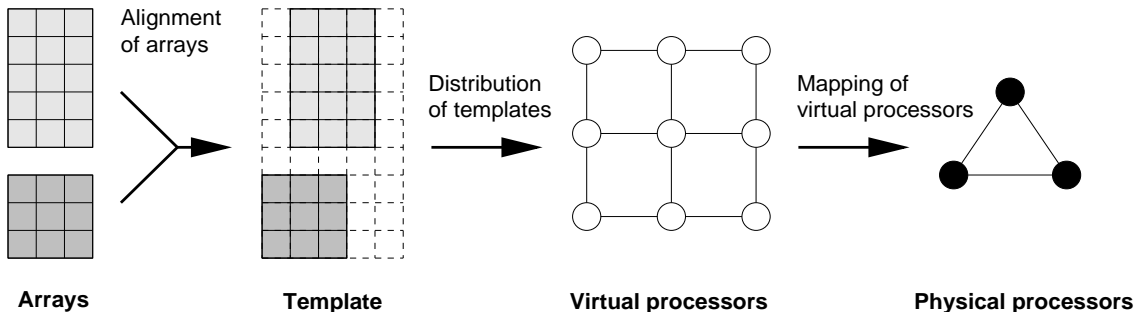 Alignment
of arrays
Distribution
of templates
Mapping of
virtual processors
Arrays
Template
Virtual processors
Physical processors